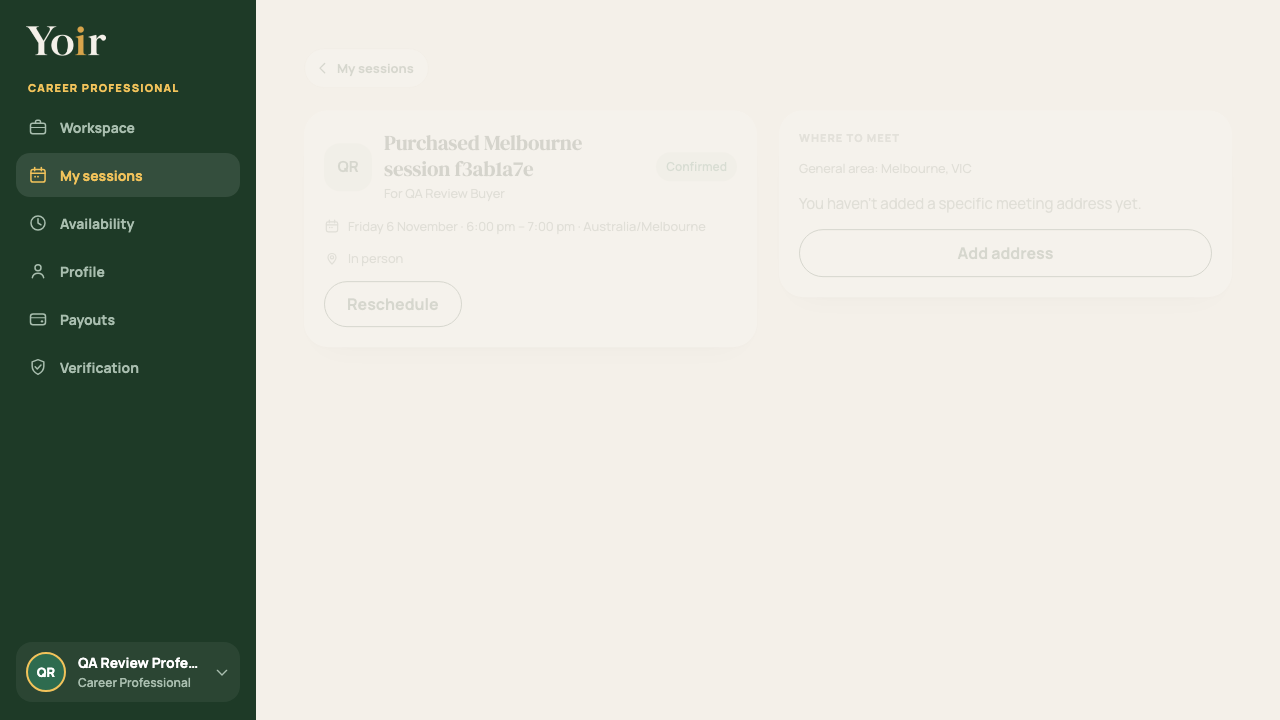 Yoir
CAREER PROFESSIONAL
Workspace
My sessions
Availability
Profile
Payouts
Verification
QR
QA Review Profe...
Career Professional
My sessions
QR
Purchased Melbourne
session f3ab1a7e
For QA Review Buyer
Confirmed
Friday 6 November · 6:00 pm – 7:00 pm · Australia/Melbourne
In person
Reschedule
WHERE TO MEET
General area: Melbourne, VIC
You haven't added a specific meeting address yet.
Add address